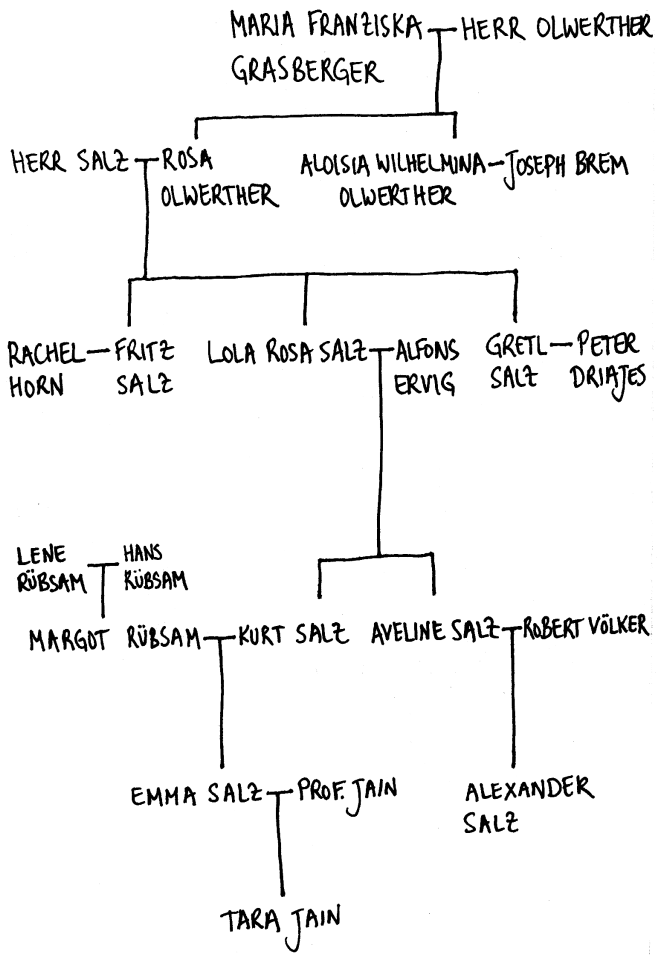 MARIA FRANZISKA HERR OLWERTHER
GRASBERGER
HERR SALZ ROSA ALOISIA WILHELMINA JOSEPH BREM
OLWERTHER OLWERTHER
RACHEL FRITZ LOLA ROSA SALZ ALFONS GRETL PETER
HORN SALZ ERVIG SALZ DRIAJES
LENE HANS
RÜBSAM RÜBSAM
MARGOT RÜBSAM KURT SALZ AVELINE SALZ ROBERT VÖLKER
EMMA SALZ PROF. JAIN ALEXANDER
SALZ
TARA JAIN